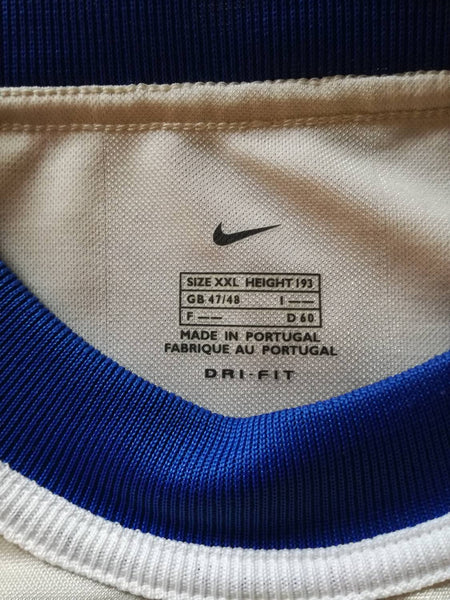 SIZE XXL HEIGHT 193
GB 47/48 I ——
F —— D 60
MADE IN PORTUGAL
FABRIQUE AU PORTUGAL
DRI-FIT